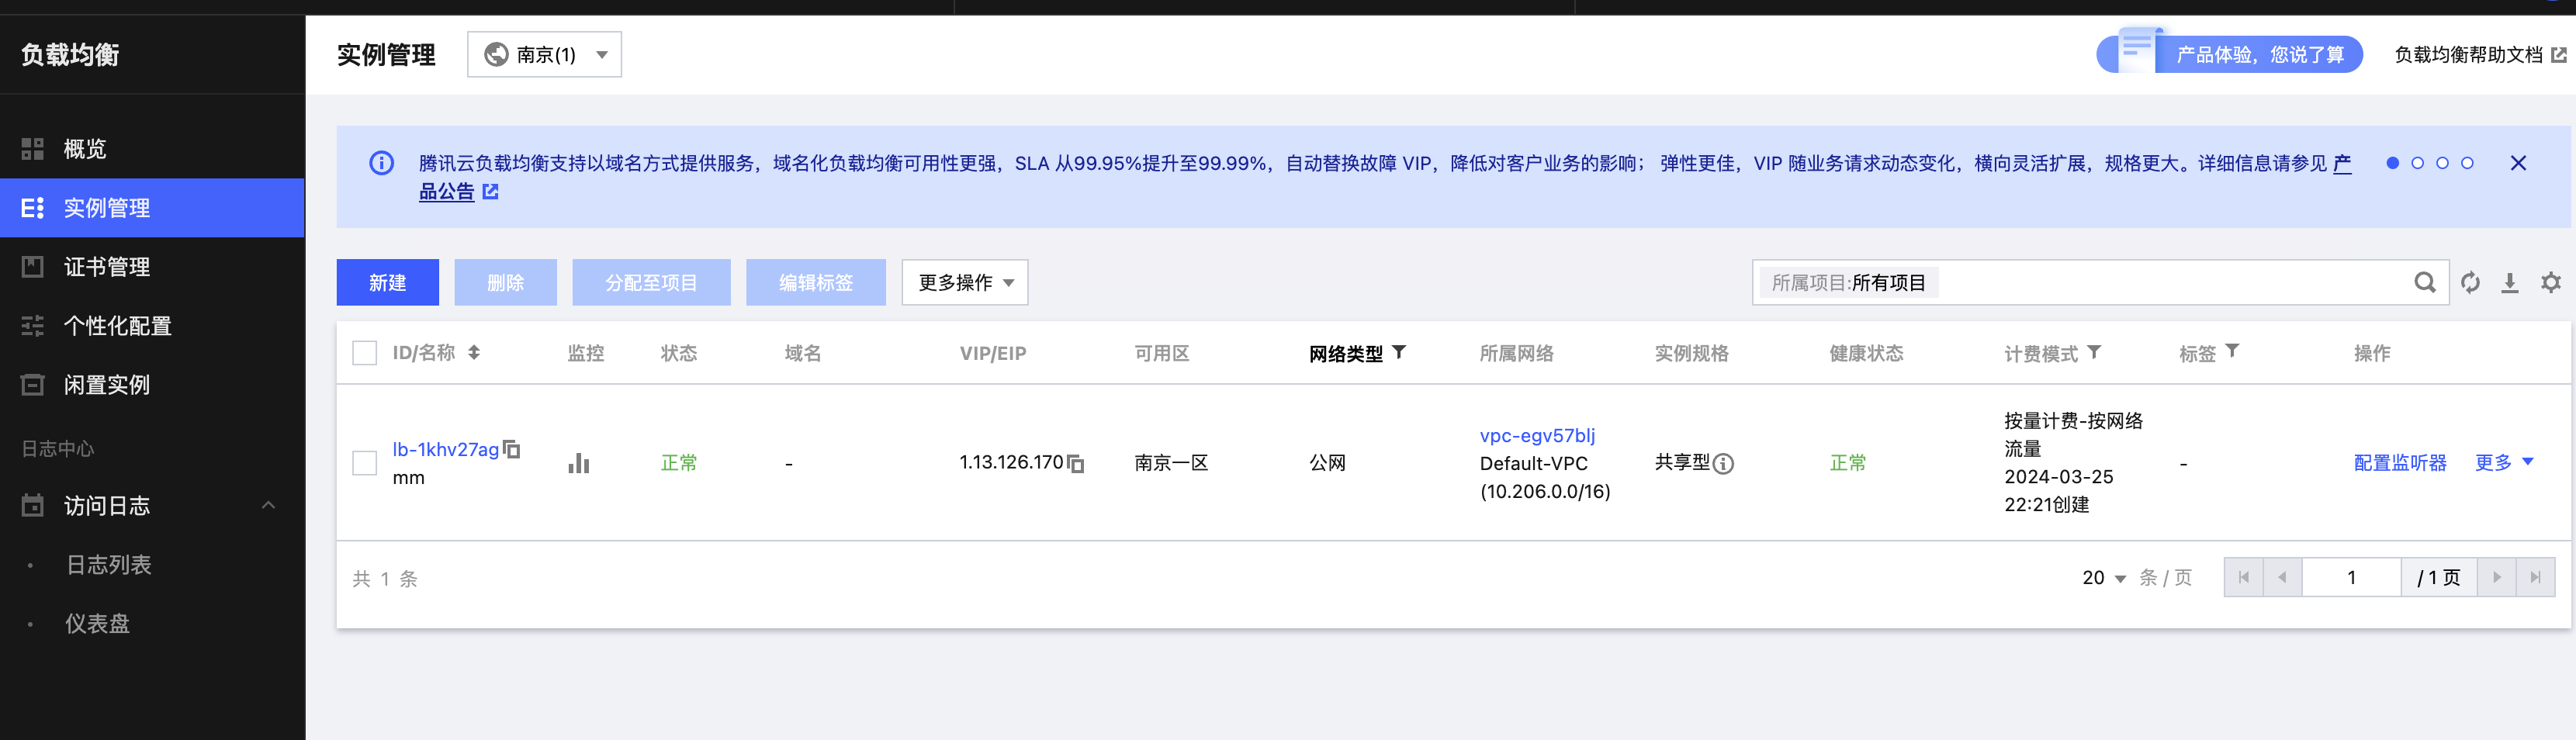 负载均衡
概览
实例管理
证书管理
个性化配置
闲置实例
日志中心
访问日志
日志列表
仪表盘
实例管理 南京(1)
产品体验，您说了算 负载均衡帮助文档
腾讯云负载均衡支持以域名方式提供服务，域名化负载均衡可用性更强，SLA 从99.95%提升至99.99%，自动替换故障 VIP，降低对客户业务的影响； 弹性更佳，VIP 随业务请求动态变化，横向灵活扩展，规格更大。详细信息请参见 产
品公告
新建 删除 分配至项目 编辑标签 更多操作
所属项目:所有项目
ID/名称 监控 状态 域名 VIP/EIP 可用区 网络类型 所属网络 实例规格 健康状态 计费模式 标签 操作
lb-1khv27ag
mm
正常
-
1.13.126.170
南京一区
公网
vpc-egv57blj
Default-VPC
(10.206.0.0/16)
共享型
正常
按量计费-按网络
流量
2024-03-25
22:21创建
-
配置监听器 更多
共 1 条
20 条 / 页 1 / 1 页